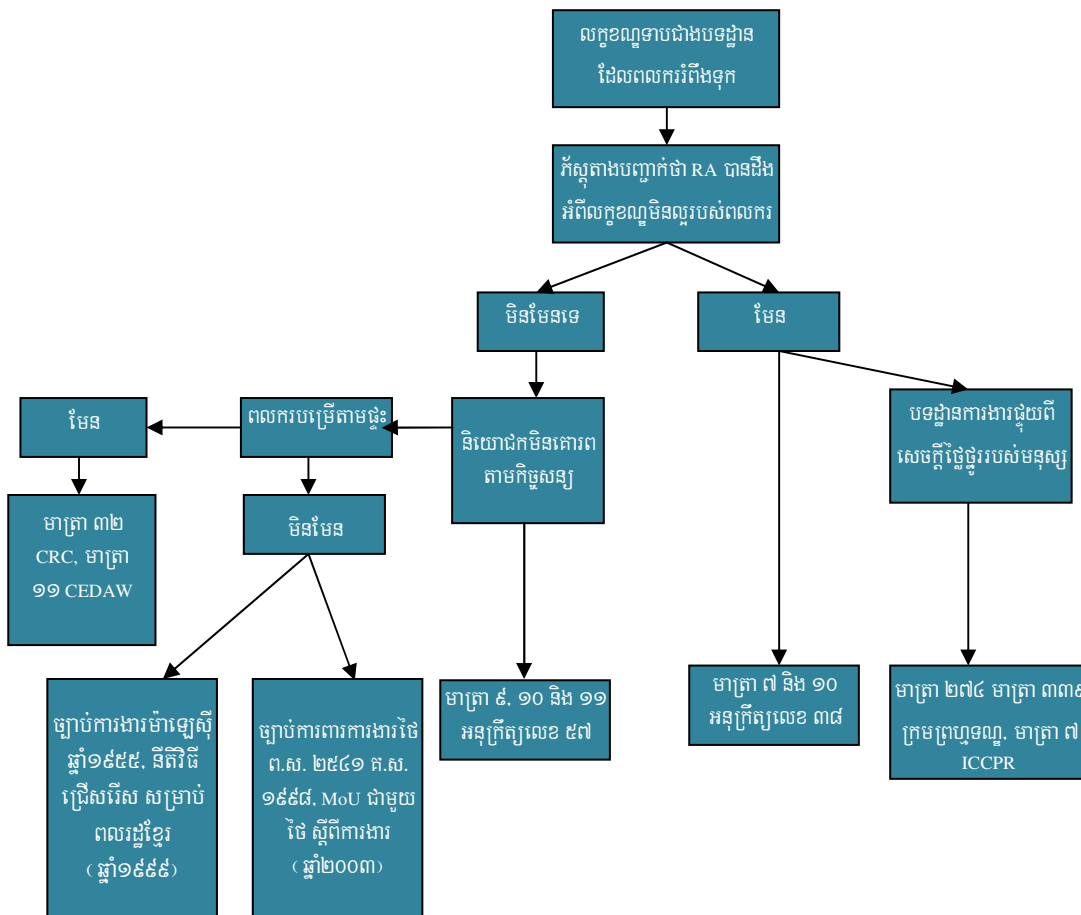 លក្ខខណ្ឌទាបជាងបទដ្ឋាន
ដែលពលកររំពឹងទុក
ភ័ស្តុតាងបញ្ជាក់ថា RA បានដឹង
អំពីលក្ខខណ្ឌមិនល្អរបស់ពលករ
មិនមែនទេ
មែន
មែន
ពលករបម្រើតាមផ្ទះ
និយោជកមិនគោរព
តាមកិច្ចសន្យ
បទដ្ឋានការងារផ្ទុយពី
សេចក្តីថ្លៃថ្នូររបស់មនុស្ស
មាត្រា ៣២
CRC, មាត្រា
១១ CEDAW
មិនមែន
ច្បាប់ការងារម៉ាឡេស៊ី
ឆ្នាំ១៩៥៥, នីតិវិធី
ជ្រើសរើស សម្រាប់
ពលរដ្ឋខ្មែរ
( ឆ្នាំ១៩៩៩)
ច្បាប់ការពារការងារថៃ
ព.ស. ២៥៤១ គ.ស.
១៩៩៨, MoU ជាមួយ
ថៃ ស្តីពីការងារ
( ឆ្នាំ២០០៣)
មាត្រា ៩, ១០ និង ១១
អនុក្រឹត្យលេខ ៥៧
មាត្រា ៧ និង ១០
អនុក្រឹត្យលេខ ៣៨
មាត្រា ២៧៤ មាត្រា ៣៣៩
ក្រមព្រហ្មទណ្ឌ, មាត្រា ៧
ICCPR